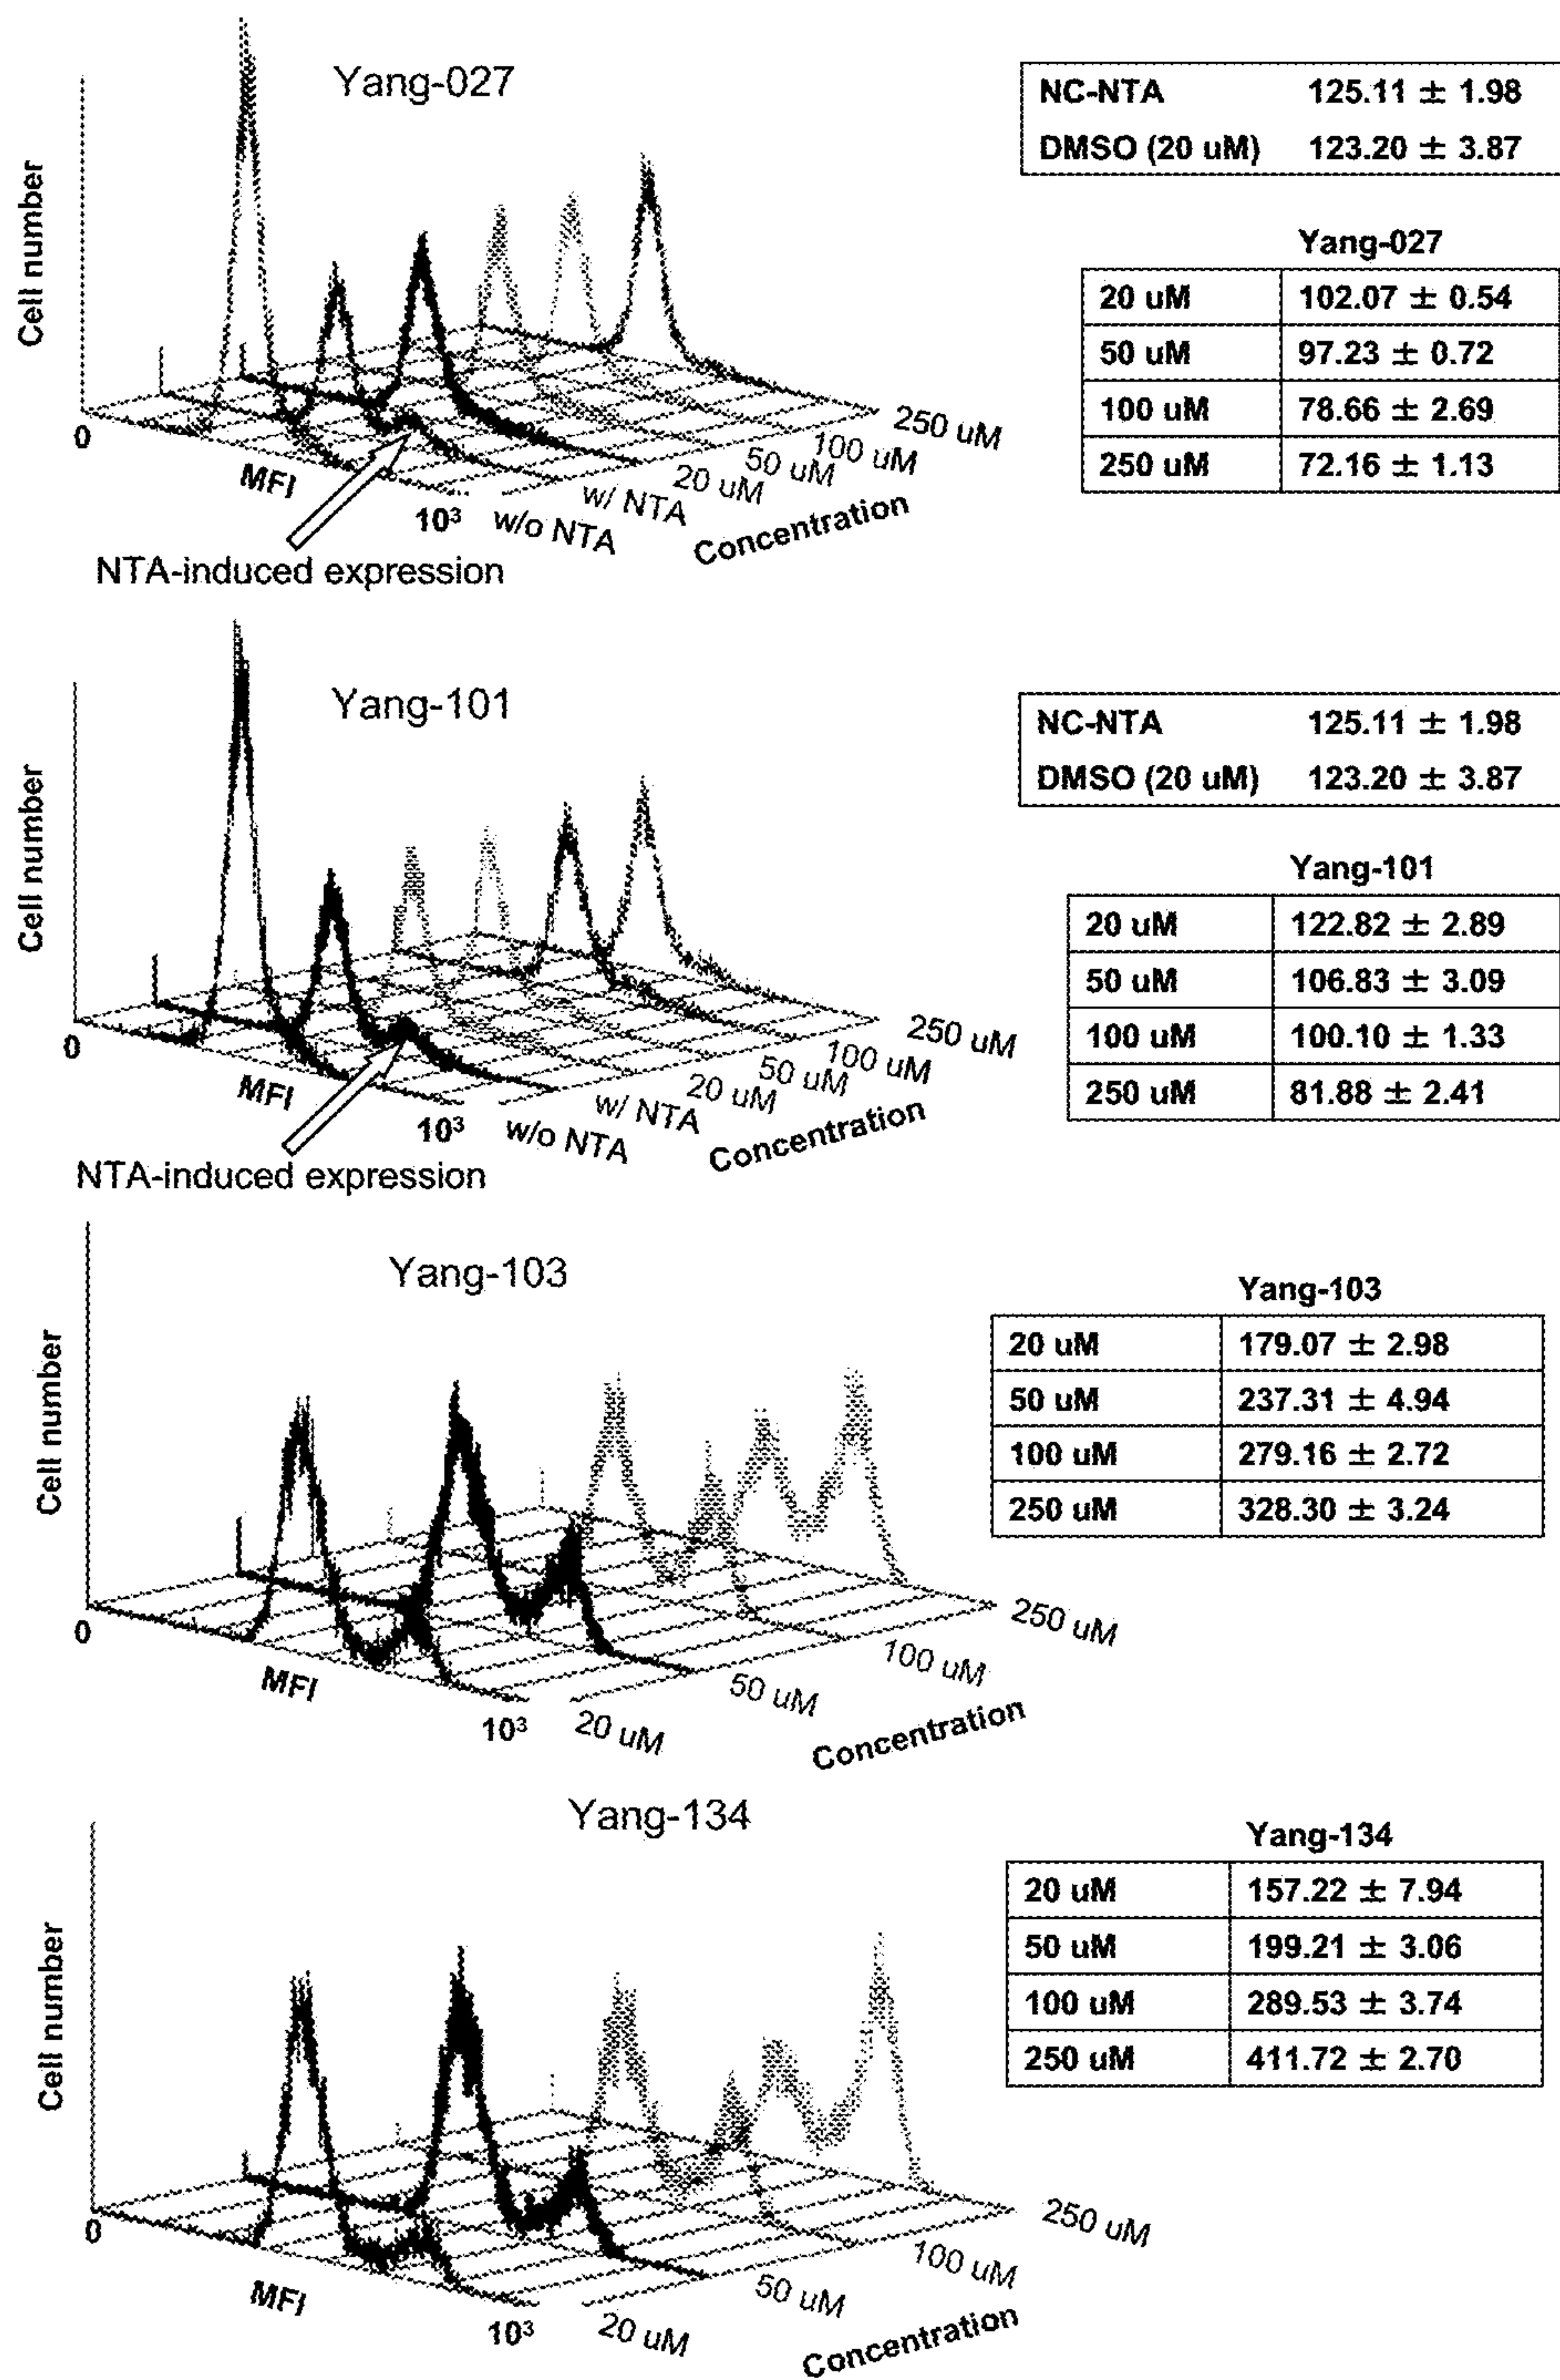 Yang-027
Cell number
0
MFI
10³
w/o NTA
w/ NTA
20 uM
50 uM
100 uM
250 uM
Concentration
NTA-induced expression
NC-NTA 125.11 ± 1.98
DMSO (20 uM) 123.20 ± 3.87
Yang-027
20 uM 102.07 ± 0.54
50 uM 97.23 ± 0.72
100 uM 78.66 ± 2.69
250 uM 72.16 ± 1.13
Yang-101
Cell number
0
MFI
10³
w/o NTA
w/ NTA
20 uM
50 uM
100 uM
250 uM
Concentration
NTA-induced expression
NC-NTA 125.11 ± 1.98
DMSO (20 uM) 123.20 ± 3.87
Yang-101
20 uM 122.82 ± 2.89
50 uM 106.83 ± 3.09
100 uM 100.10 ± 1.33
250 uM 81.88 ± 2.41
Yang-103
Cell number
0
MFI
10³
20 uM
50 uM
100 uM
250 uM
Concentration
Yang-103
20 uM 179.07 ± 2.98
50 uM 237.31 ± 4.94
100 uM 279.16 ± 2.72
250 uM 328.30 ± 3.24
Yang-134
Cell number
0
MFI
10³
20 uM
50 uM
100 uM
250 uM
Concentration
Yang-134
20 uM 157.22 ± 7.94
50 uM 199.21 ± 3.06
100 uM 289.53 ± 3.74
250 uM 411.72 ± 2.70